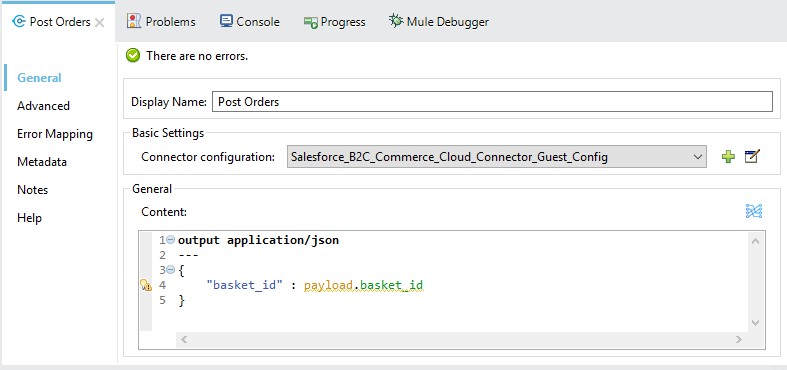 Post Orders
Problems
Console
Progress
Mule Debugger
There are no errors.
General
Advanced
Error Mapping
Metadata
Notes
Help
Display Name: Post Orders
Basic Settings
Connector configuration: Salesforce_B2C_Commerce_Cloud_Connector_Guest_Config
General
Content:
1 output application/json
2 ---
3 {
4 "basket_id" : payload.basket_id
5 }